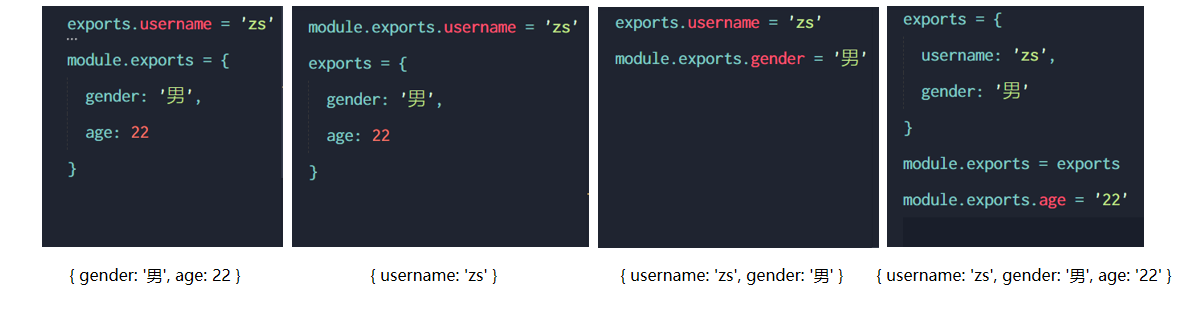 exports.username = 'zs'
module.exports = {
gender: '男',
age: 22
}
{ gender: '男', age: 22 }
module.exports.username = 'zs'
exports = {
gender: '男',
age: 22
}
{ username: 'zs' }
exports.username = 'zs'
module.exports.gender = '男'
{ username: 'zs', gender: '男' }
exports = {
username: 'zs',
gender: '男'
}
module.exports = exports
module.exports.age = '22'
{ username: 'zs', gender: '男', age: '22' }